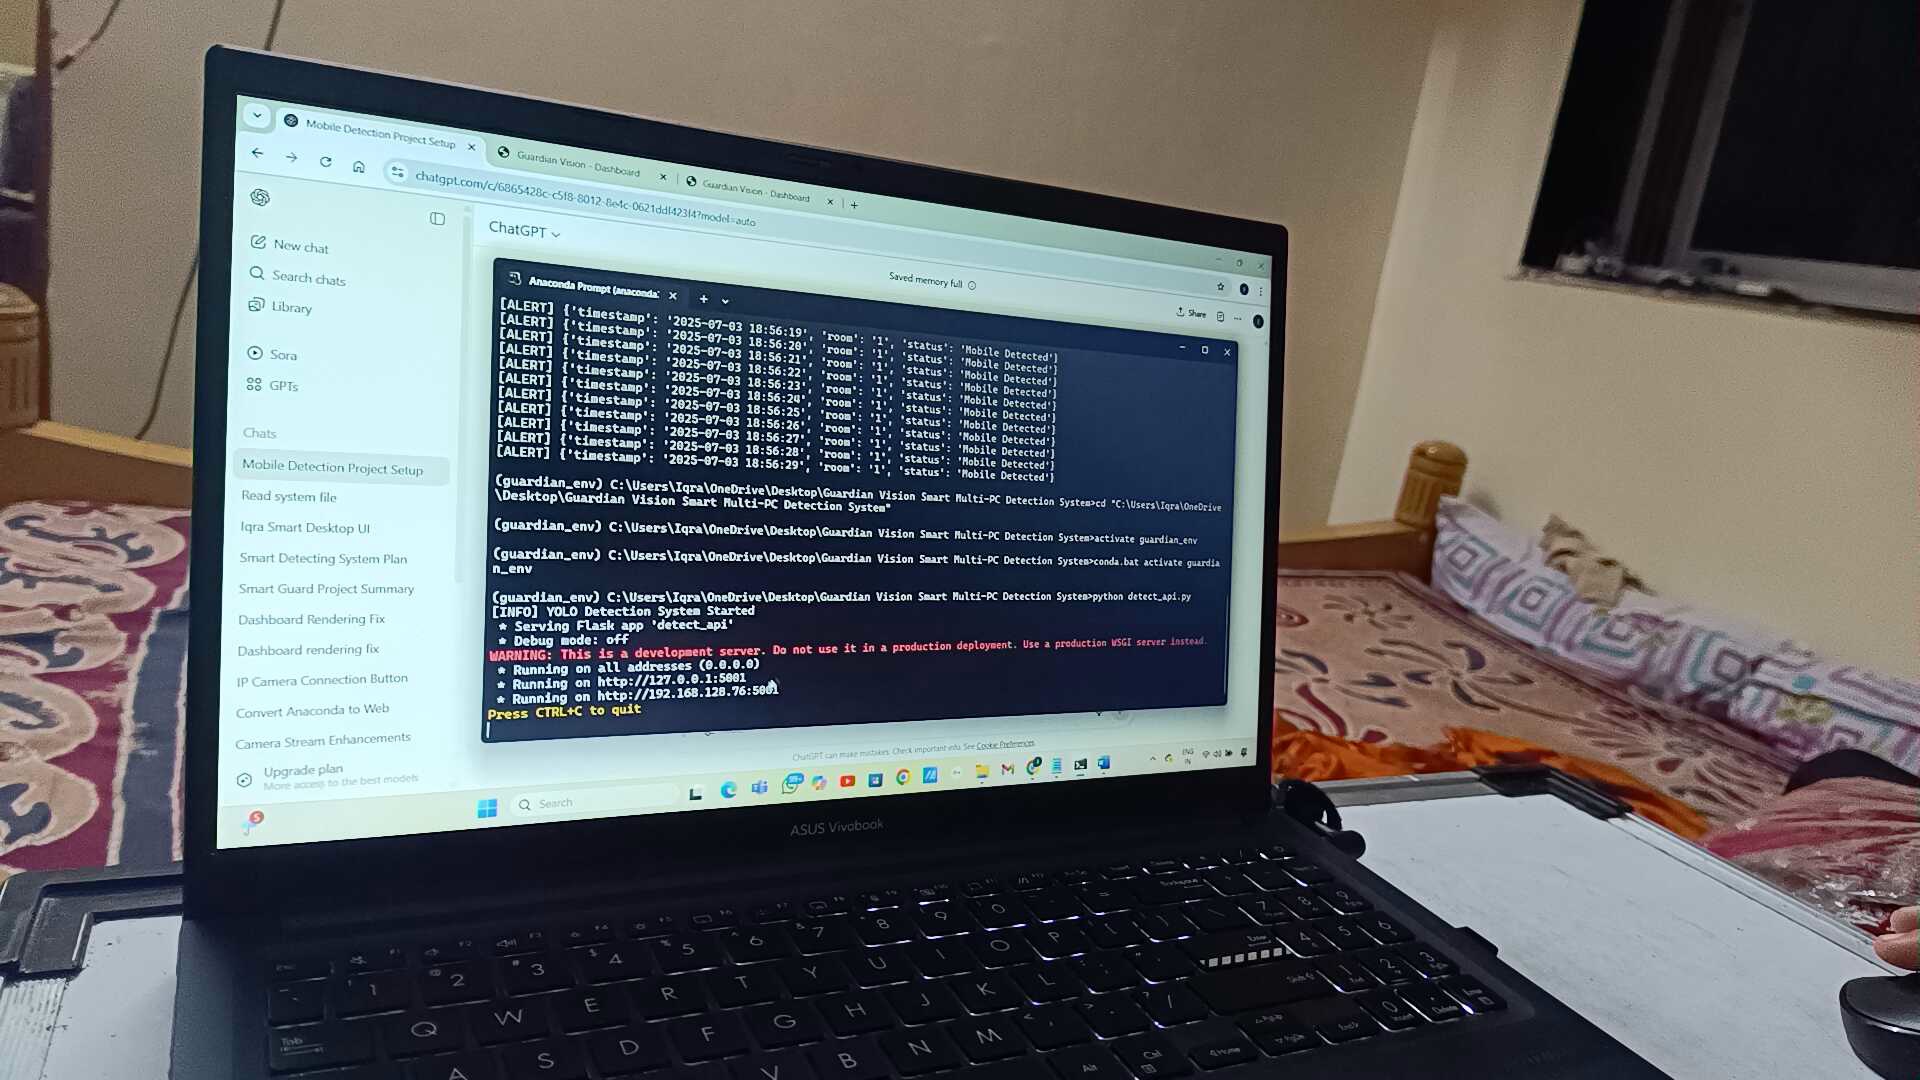 Mobile Detection Project Setup
Guardian Vision - Dashboard
Guardian Vision - Dashboard
chatgpt.com/c/6865428c-c5f8-8012-8e4c-0621ddf423f4?model=auto
ChatGPT
Saved memory full
Share
New chat
Search chats
Library
Sora
GPTs
Chats
Mobile Detection Project Setup
Read system file
Iqra Smart Desktop UI
Smart Detecting System Plan
Smart Guard Project Summary
Dashboard Rendering Fix
Dashboard rendering fix
IP Camera Connection Button
Convert Anaconda to Web
Camera Stream Enhancements
Upgrade plan
More access to the best models
Anaconda Prompt (anaconda:
[ALERT] {'timestamp': '2025-07-03 18:56:19', 'room': '1', 'status': 'Mobile Detected'}
[ALERT] {'timestamp': '2025-07-03 18:56:20', 'room': '1', 'status': 'Mobile Detected'}
[ALERT] {'timestamp': '2025-07-03 18:56:21', 'room': '1', 'status': 'Mobile Detected'}
[ALERT] {'timestamp': '2025-07-03 18:56:22', 'room': '1', 'status': 'Mobile Detected'}
[ALERT] {'timestamp': '2025-07-03 18:56:23', 'room': '1', 'status': 'Mobile Detected'}
[ALERT] {'timestamp': '2025-07-03 18:56:24', 'room': '1', 'status': 'Mobile Detected'}
[ALERT] {'timestamp': '2025-07-03 18:56:25', 'room': '1', 'status': 'Mobile Detected'}
[ALERT] {'timestamp': '2025-07-03 18:56:26', 'room': '1', 'status': 'Mobile Detected'}
[ALERT] {'timestamp': '2025-07-03 18:56:27', 'room': '1', 'status': 'Mobile Detected'}
[ALERT] {'timestamp': '2025-07-03 18:56:28', 'room': '1', 'status': 'Mobile Detected'}
[ALERT] {'timestamp': '2025-07-03 18:56:29', 'room': '1', 'status': 'Mobile Detected'}
(guardian_env) C:\Users\Iqra\OneDrive\Desktop\Guardian Vision Smart Multi-PC Detection System>cd "C:\Users\Iqra\OneDrive
\Desktop\Guardian Vision Smart Multi-PC Detection System"
(guardian_env) C:\Users\Iqra\OneDrive\Desktop\Guardian Vision Smart Multi-PC Detection System>activate guardian_env
(guardian_env) C:\Users\Iqra\OneDrive\Desktop\Guardian Vision Smart Multi-PC Detection System>conda.bat activate guardia
n_env
(guardian_env) C:\Users\Iqra\OneDrive\Desktop\Guardian Vision Smart Multi-PC Detection System>python detect_api.py
[INFO] YOLO Detection System Started
* Serving Flask app 'detect_api'
* Debug mode: off
WARNING: This is a development server. Do not use it in a production deployment. Use a production WSGI server instead.
* Running on all addresses (0.0.0.0)
* Running on http://127.0.0.1:5001
* Running on http://192.168.128.76:5001
Press CTRL+C to quit
ChatGPT can make mistakes. Check important info. See Cookie Preferences.
5
Search
99+
ENG
IN
ASUS Vivobook
1 2 3 4 5 6 7 8 9 0
Tab Q W E R T Y U I O P
A S D F G H J K L
V B N M
Alt Ctrl